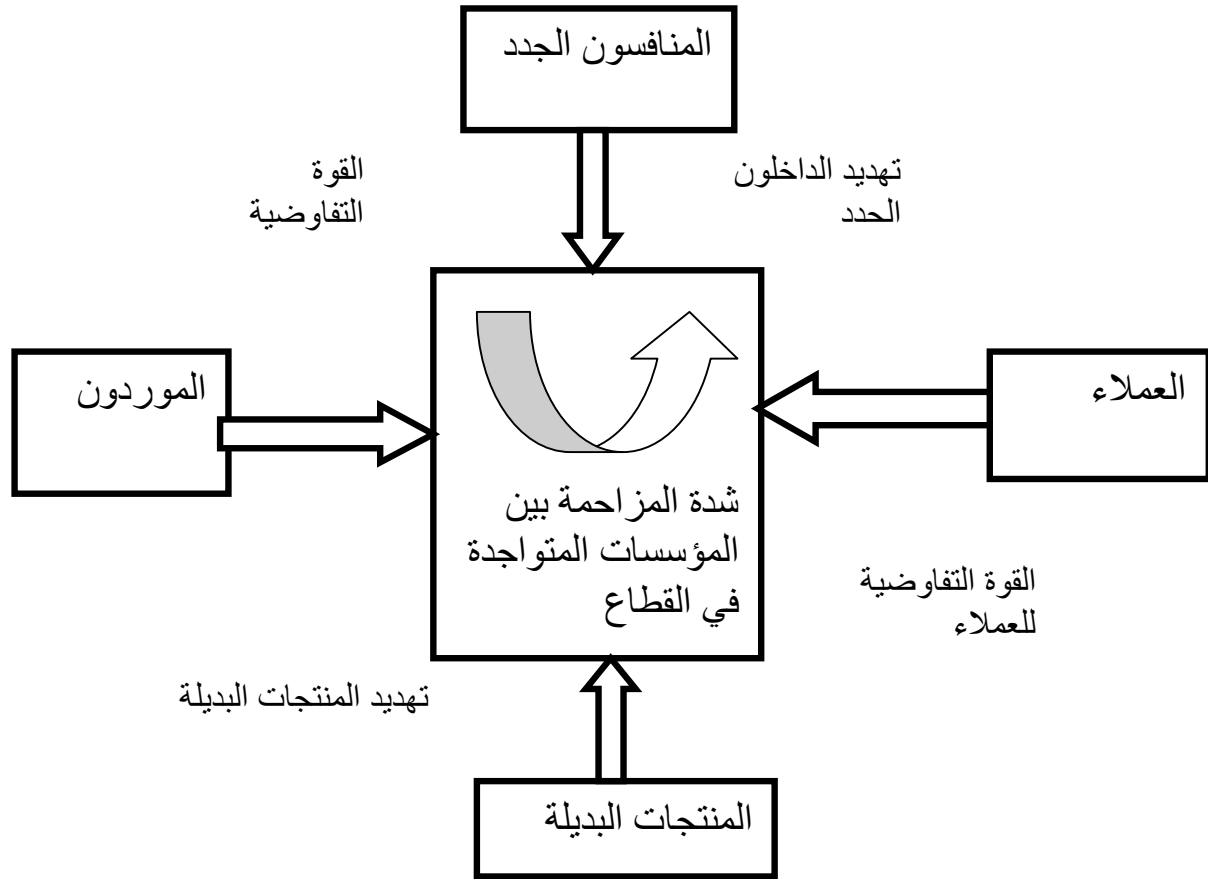 المنافسون الجدد
تهديد الداخلون
الحدد
القوة
التفاوضية
العملاء
الموردون
شدة المزاحمة بين
المؤسسات المتواجدة
في القطاع
القوة التفاوضية
للعملاء
تهديد المنتجات البديلة
المنتجات البديلة